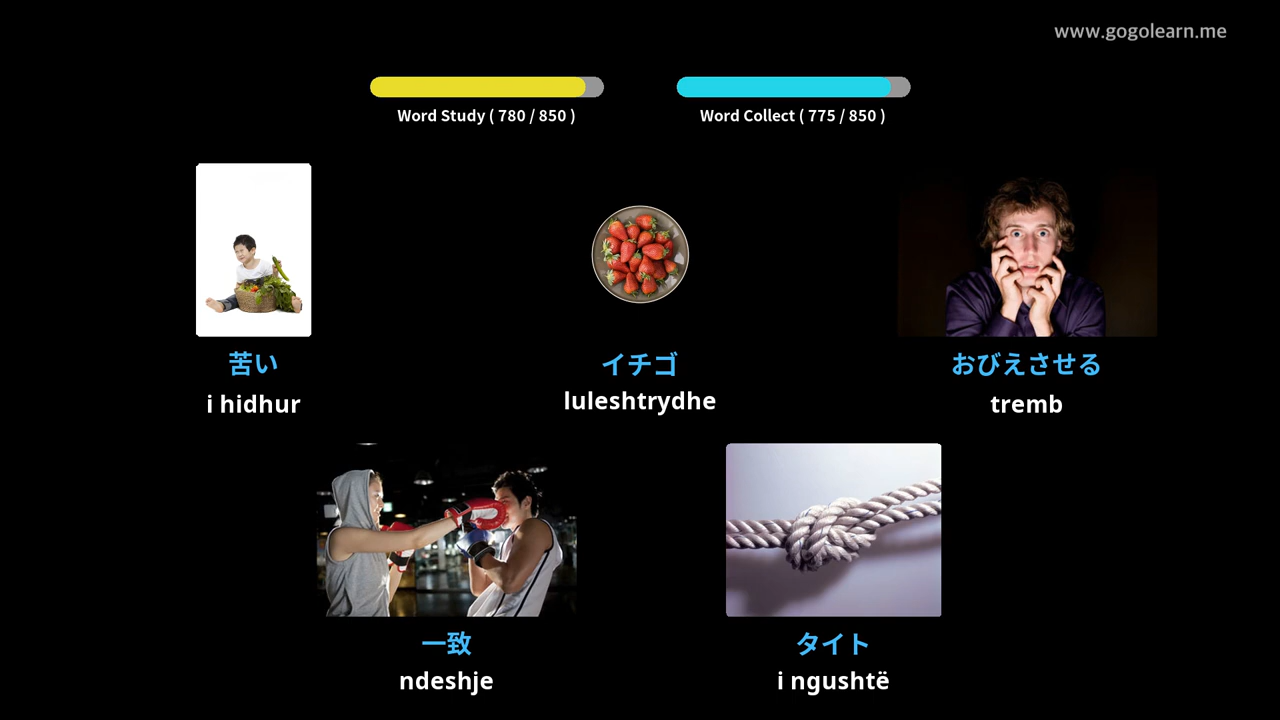 www.gogolearn.me
Word Study ( 780 / 850 )
Word Collect ( 775 / 850 )
苦い
i hidhur
イチゴ
luleshtrydhe
おびえさせる
tremb
一致
ndeshje
タイト
i ngushtë